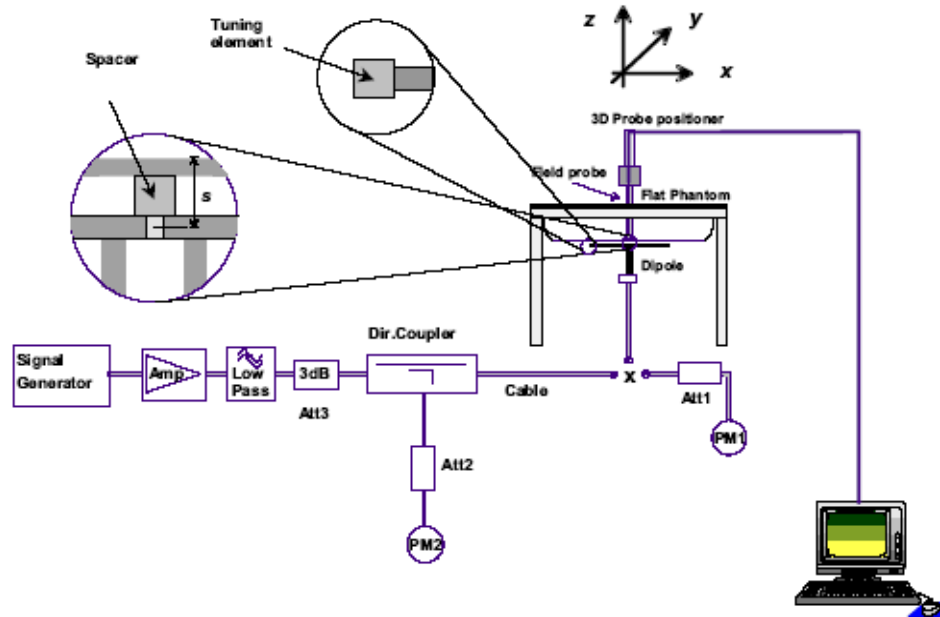 Tuning
element
Spacer
z
y
x
3D Probe positioner
Field probe
Flat Phantom
s
Dipole
Dir.Coupler
Signal
Generator
Amp
Low
Pass
3dB
Att3
Cable
x
Att1
PM1
Att2
PM2